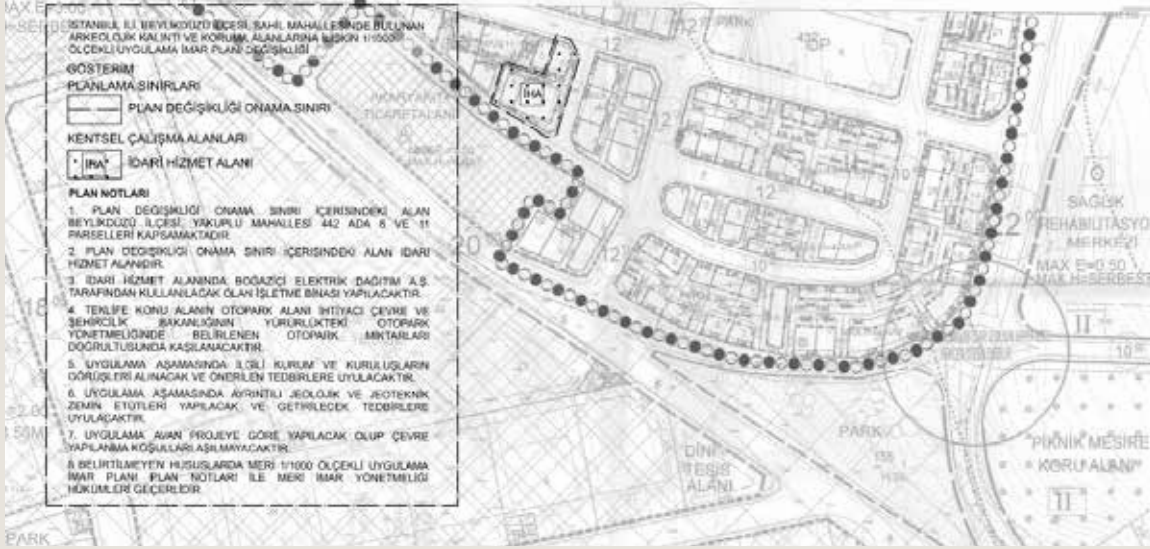 İSTANBUL İLİ, BEYLİKDÜZÜ İLÇESİ, SAHİL MAHALLESİNDE BULUNAN
ARKEOLOJİK KALINTI VE KORUMA ALANLARINA İLİŞKİN 1/1000
ÖLÇEKLİ UYGULAMA İMAR PLANI DEĞİŞİKLİĞİ
GÖSTERİM
PLANLAMA SINIRLARI
PLAN DEĞİŞİKLİĞİ ONAMA SINIRI
KENTSEL ÇALIŞMA ALANLARI
İHA İDARİ HİZMET ALANI
PLAN NOTLARI
1. PLAN DEĞİŞİKLİĞİ ONAMA SINIRI İÇERİSİNDEKİ ALAN
BEYLİKDÜZÜ İLÇESİ, YAKUPLU MAHALLESİ 442 ADA 6 VE 11
PARSELLERİ KAPSAMAKTADIR.
2. PLAN DEĞİŞİKLİĞİ ONAMA SINIRI İÇERİSİNDEKİ ALAN İDARİ
HİZMET ALANIDIR.
3. İDARİ HİZMET ALANINDA BOĞAZİÇİ ELEKTRİK DAĞITIM A.Ş.
TARAFINDAN KULLANILACAK OLAN İŞLETME BİNASI YAPILACAKTIR.
4. TEKLİFE KONU ALANIN OTOPARK ALANI İHTİYACI ÇEVRE VE
ŞEHİRCİLİK BAKANLIĞININ YÜRÜRLÜKTEKİ OTOPARK
YÖNETMELİĞİNDE BELİRLENEN OTOPARK MİKTARLARI
DOĞRULTUSUNDA KAŞILANACAKTIR.
5. UYGULAMA AŞAMASINDA İLGİLİ KURUM VE KURULUŞLARIN
GÖRÜŞLERİ ALINACAK VE ÖNERİLEN TEDBİRLERE UYULACAKTIR.
6. UYGULAMA AŞAMASINDA AYRINTILI JEOLOJİK VE JEOTEKNİK
ZEMİN ETÜTLERİ YAPILACAK VE GETİRİLECEK TEDBİRLERE
UYULACAKTIR.
7. UYGULAMA AVAN PROJEYE GÖRE YAPILACAK OLUP ÇEVRE
YAPILANMA KOŞULLARI AŞILMAYACAKTIR.
8 BELİRTİLMEYEN HUSUSLARDA MERİ 1/1000 ÖLÇEKLİ UYGULAMA
İMAR PLANI PLAN NOTLARI İLE MERİ İMAR YÖNETMELİĞİ
HÜKÜMLERİ GEÇERLİDİR
İHA
PARK
12
12
12
12
12
10
20
SAĞLIK
REHABİLİTASYO
MERKEZİ
MAX E=0.50
MAX H:SERBEST
II
10
PARK
DİNİ
TESİS
ALANI
PİKNİK MESİRE
KORU ALANI
II
PARK